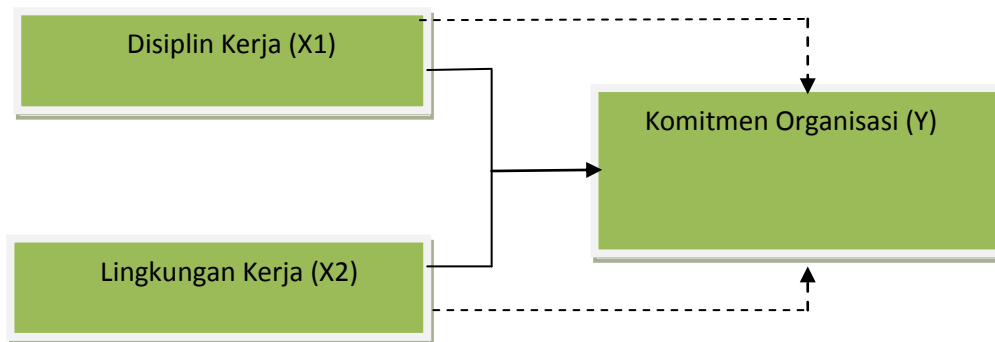 Disiplin Kerja (X1)
Komitmen Organisasi (Y)
Lingkungan Kerja (X2)